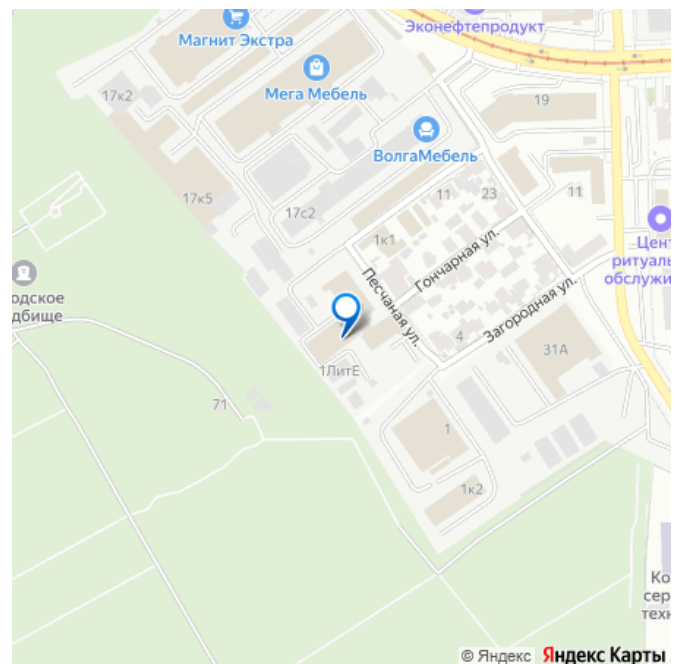 Эконефтепродукт
Магнит Экстра
17к2
Мега Мебель
19
ВолгаМебель
17к5
11
23
11
17с2
1к1
Цент
ритуаль
обслужи
Гончарная ул.
Песчаная ул.
Загородная ул.
одское
дбище
4
31А
1ЛитЕ
71
1
1к2
Ко
сер
техн
© Яндекс Яндекс Карты